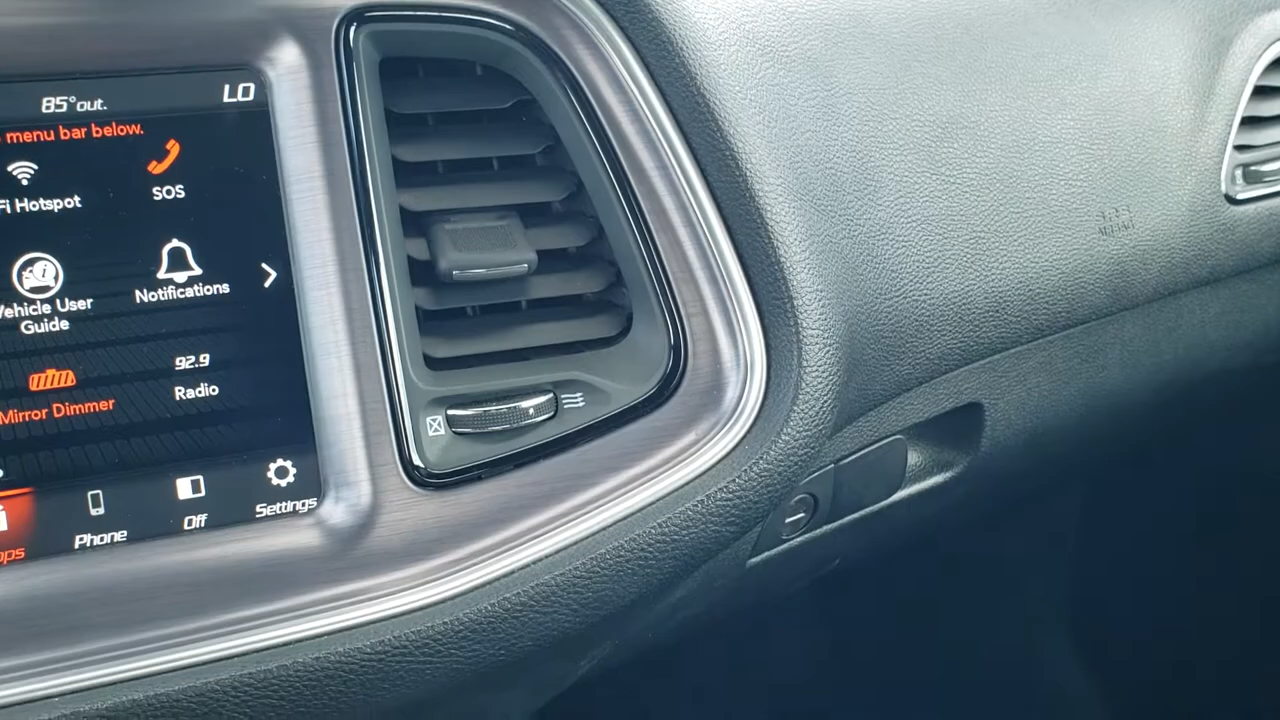 85°out.
LO
menu bar below.
Fi Hotspot
SOS
Vehicle User
Guide
Notifications
Mirror Dimmer
92.9
Radio
Phone
Off
Settings